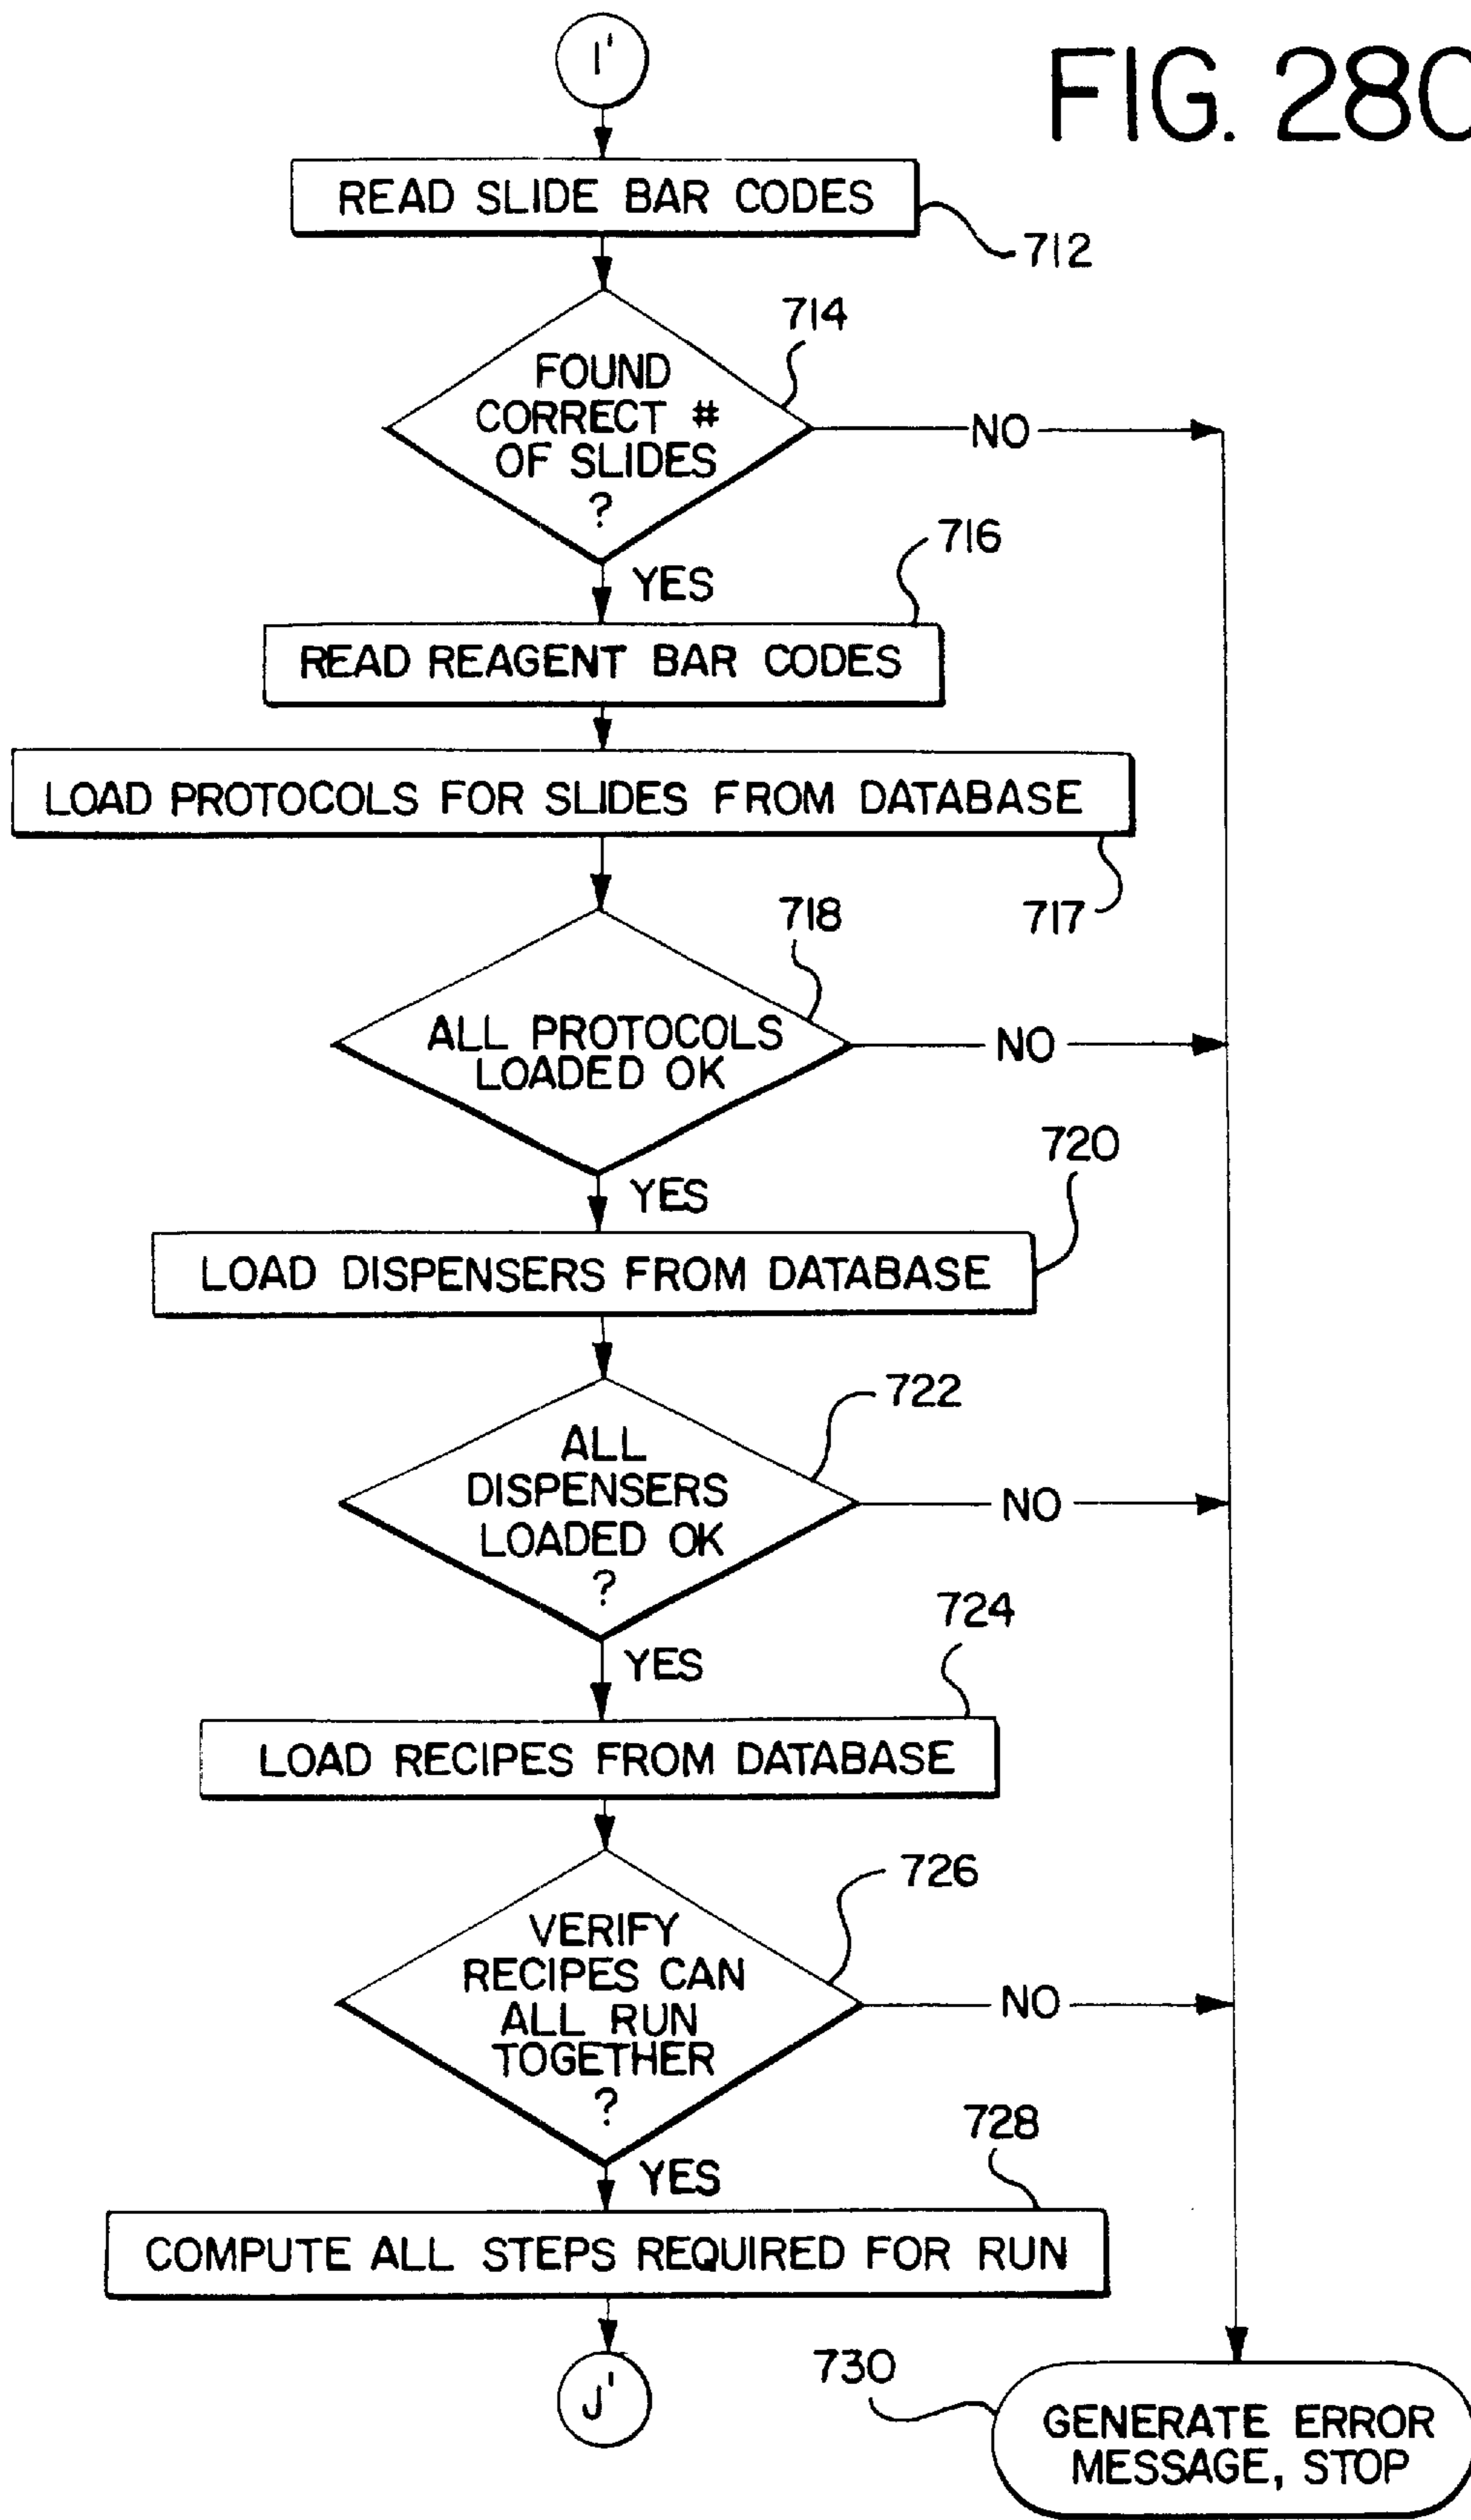 I'
FIG. 28C
READ SLIDE BAR CODES
712
714
FOUND
CORRECT #
OF SLIDES
?
NO
YES
716
READ REAGENT BAR CODES
LOAD PROTOCOLS FOR SLIDES FROM DATABASE
717
718
ALL PROTOCOLS
LOADED OK
NO
YES
720
LOAD DISPENSERS FROM DATABASE
722
ALL
DISPENSERS
LOADED OK
?
NO
YES
724
LOAD RECIPES FROM DATABASE
726
VERIFY
RECIPES CAN
ALL RUN
TOGETHER
?
NO
YES
728
COMPUTE ALL STEPS REQUIRED FOR RUN
J'
730
GENERATE ERROR
MESSAGE, STOP